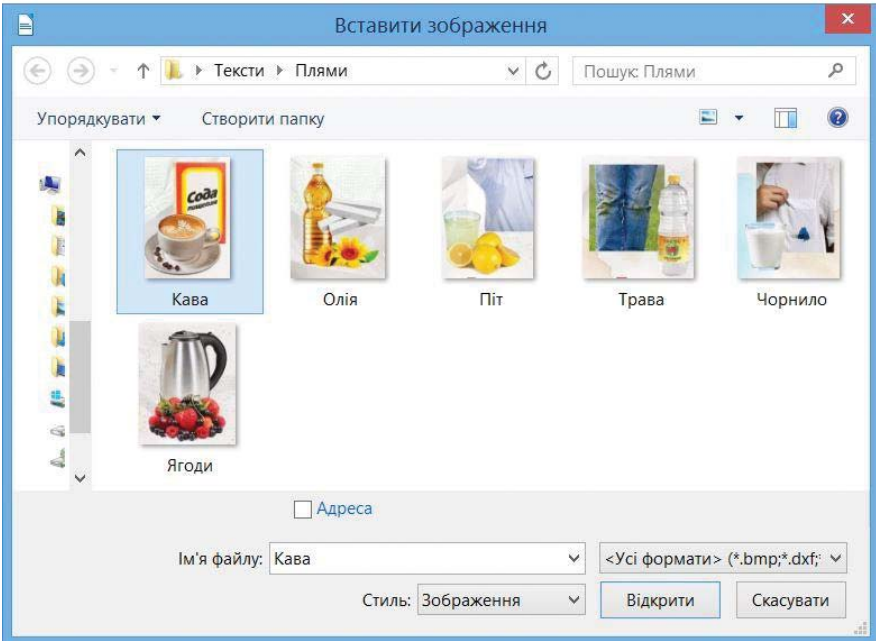 Вставити зображення
Тексти Плями
Пошук: Плями
Упорядкувати Створити папку
Сода
Кава Олія Піт Трава Чорнило
Ягоди
Адреса
Ім'я файлу: Кава <Усі формати> (*.bmp;*.dxf;
Стиль: Зображення Відкрити Скасувати